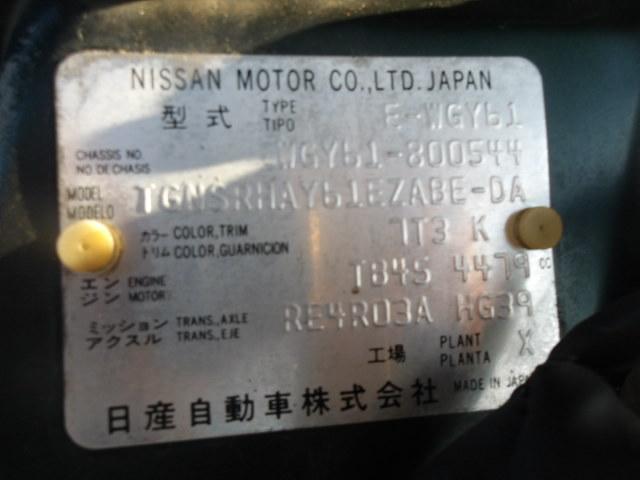 NISSAN MOTOR CO.,LTD. JAPAN
型式 TYPE TIPO E-WGY61
CHASSIS NO. NO. DE CHASIS WGY61-800544
MODEL MODELO TGNSRHAY61EZABE-DA
カラー COLOR,TRIM 7T3 K
トリム COLOR,GUARNICION
エンジン ENGINE MOTOR TB45 4479 cc
ミッション アクスル TRANS.,AXLE TRANS.,EJE RE4R03A HG39
工場 PLANT PLANTA X
日産自動車株式会社 MADE IN